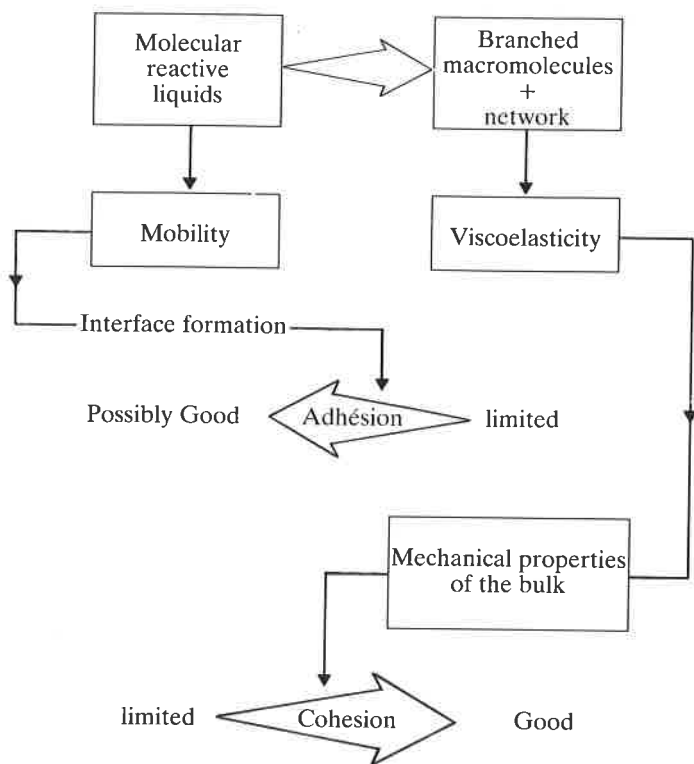 Molecular
reactive
liquids
Branched
macromolecules
+
network
Mobility
Viscoelasticity
Interface formation
Possibly Good
Adhésion
limited
Mechanical properties
of the bulk
limited
Cohesion
Good